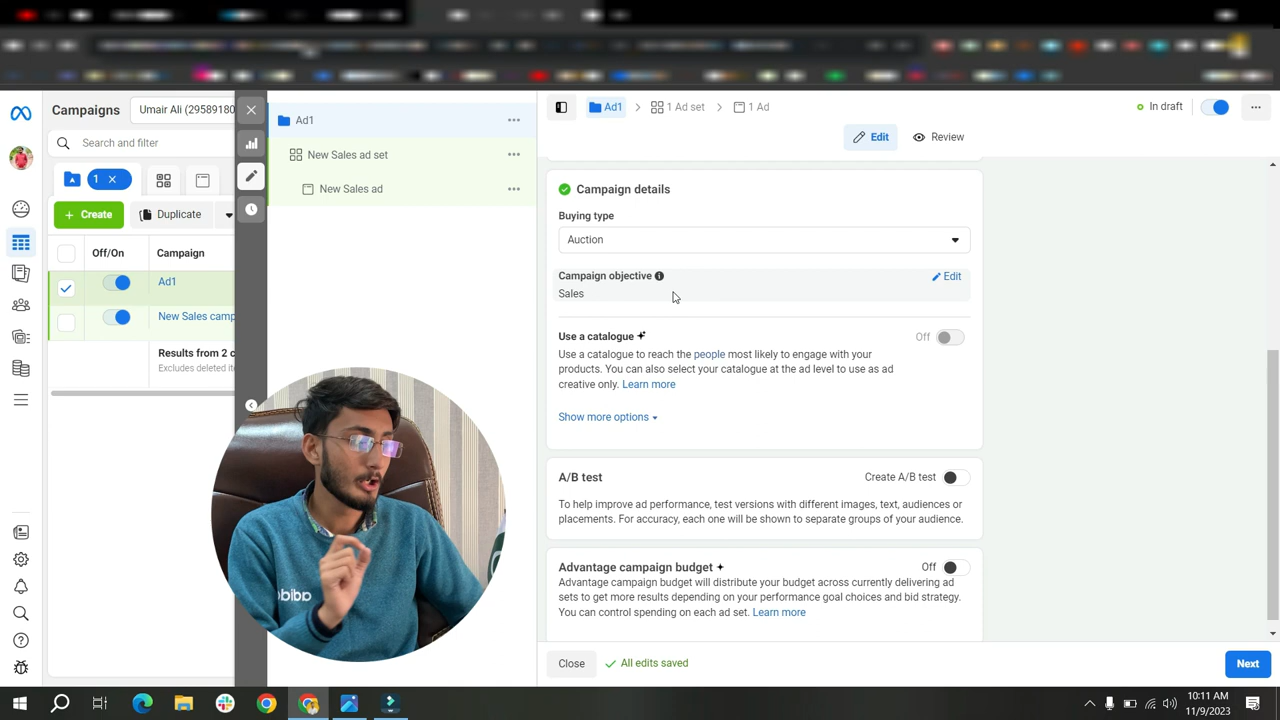 Campaigns
Umair Ali (29589180
Search and filter
1
Create
Duplicate
Off/On
Campaign
Ad1
New Sales camp
Results from 2 c
Excludes deleted it
Ad1
New Sales ad set
New Sales ad
Ad1
1 Ad set
1 Ad
In draft
Edit
Review
Campaign details
Buying type
Auction
Campaign objective
Edit
Sales
Use a catalogue
Off
Use a catalogue to reach the people most likely to engage with your
products. You can also select your catalogue at the ad level to use as ad
creative only. Learn more
Show more options
A/B test
Create A/B test
To help improve ad performance, test versions with different images, text, audiences or
placements. For accuracy, each one will be shown to separate groups of your audience.
Advantage campaign budget
Off
Advantage campaign budget will distribute your budget across currently delivering ad
sets to get more results depending on your performance goal choices and bid strategy.
You can control spending on each ad set. Learn more
Close
All edits saved
Next
10:11 AM
11/9/2023